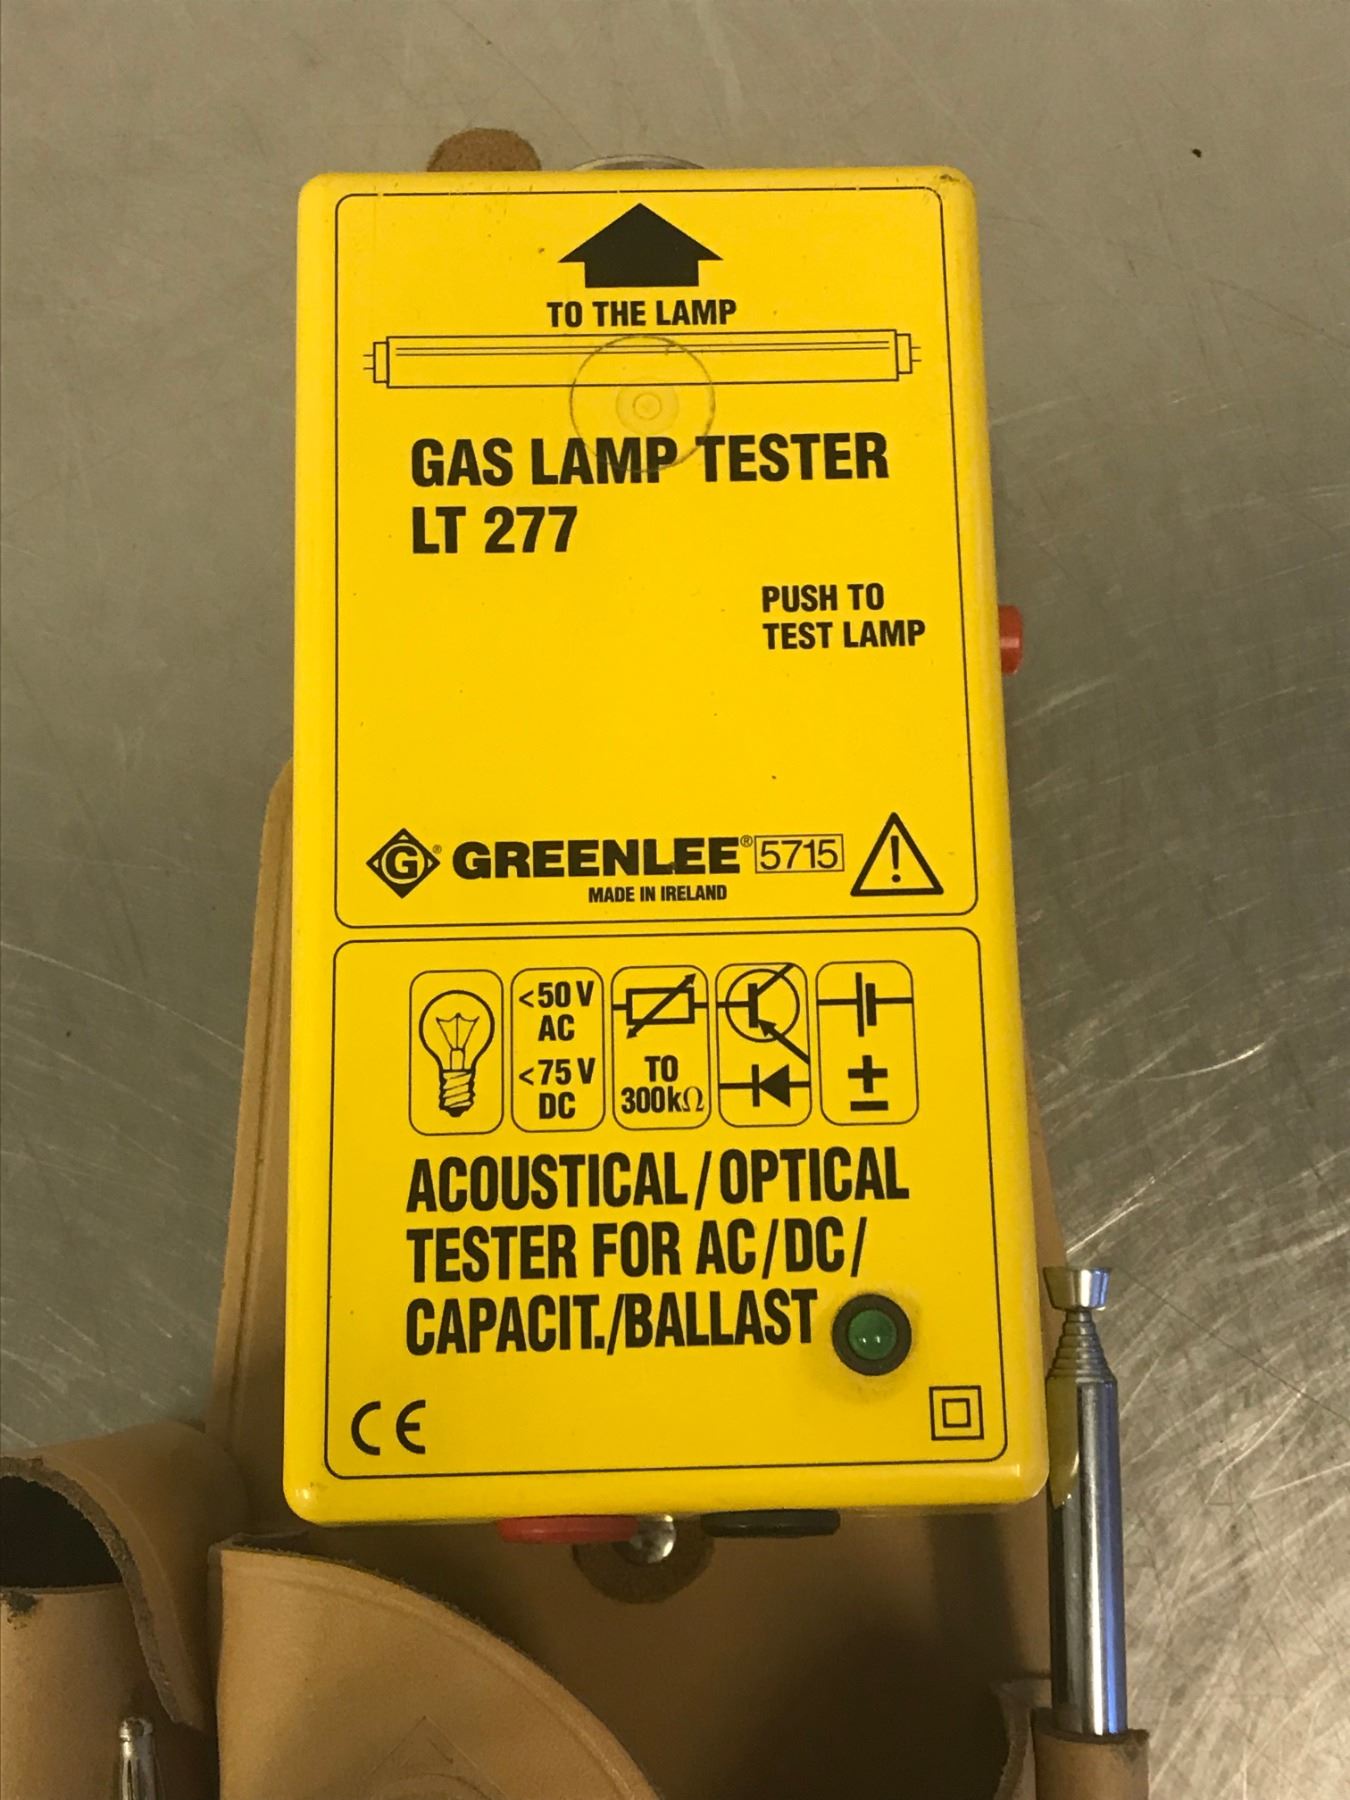 TO THE LAMP
GAS LAMP TESTER
LT 277
PUSH TO
TEST LAMP
G® GREENLEE® 5715
MADE IN IRELAND
<50 V
AC
<75 V
DC
TO
300kΩ
±
ACOUSTICAL/OPTICAL
TESTER FOR AC/DC/
CAPACIT./BALLAST
CE